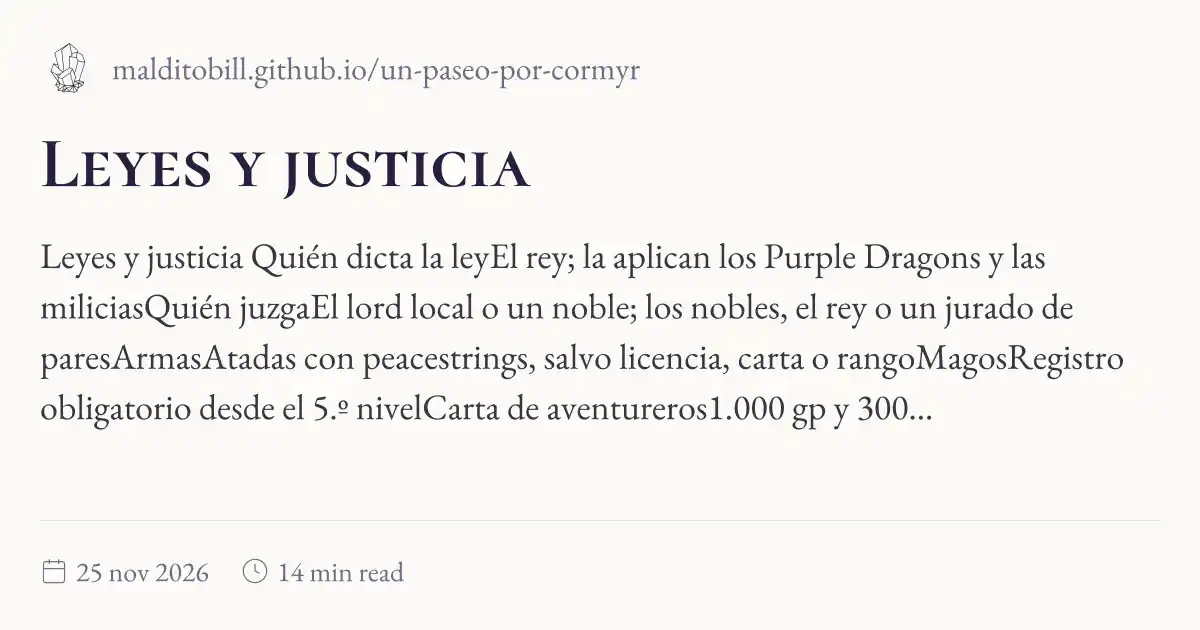 malditobill.github.io/un-paseo-por-cormyr
Leyes y justicia
Leyes y justicia Quién dicta la leyEl rey; la aplican los Purple Dragons y las
miliciasQuién juzgaEl lord local o un noble; los nobles, el rey o un jurado de
paresArmasAtadas con peacestrings, salvo licencia, carta o rangoMagosRegistro
obligatorio desde el 5.º nivelCarta de aventureros1.000 gp y 300...
25 nov 2026
14 min read